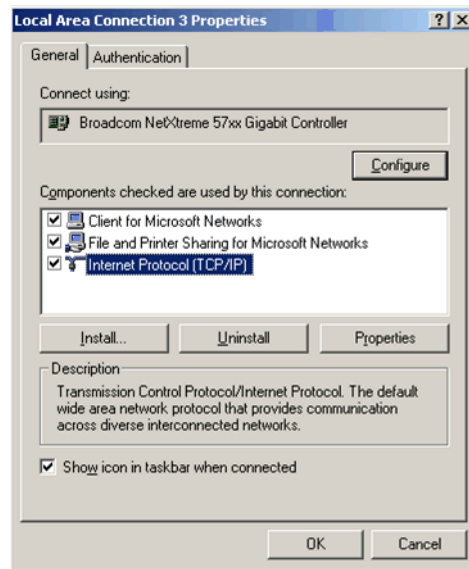 Local Area Connection 3 Properties
General
Authentication
Connect using:
Broadcom NetXtreme 57xx Gigabit Controller
Configure
Components checked are used by this connection:
Client for Microsoft Networks
File and Printer Sharing for Microsoft Networks
Internet Protocol (TCP/IP)
Install...
Uninstall
Properties
Description
Transmission Control Protocol/Internet Protocol. The default
wide area network protocol that provides communication
across diverse interconnected networks.
Show icon in taskbar when connected
OK
Cancel